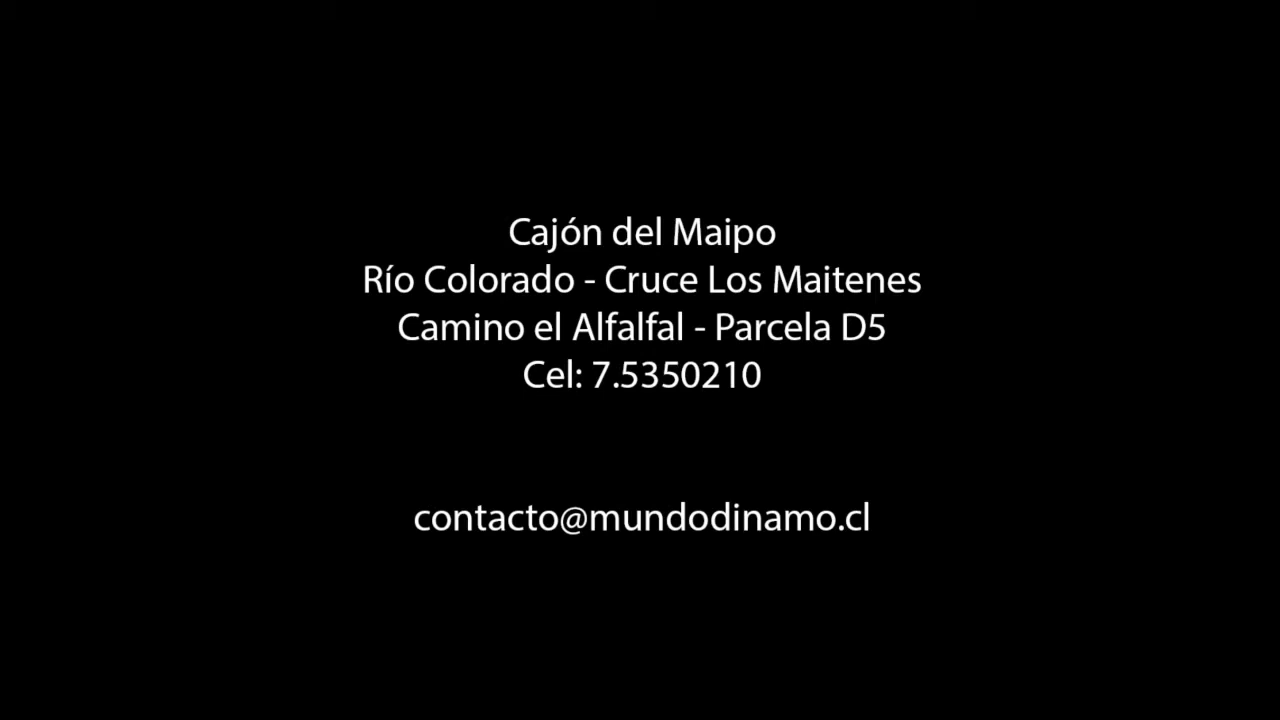 Cajón del Maipo
Río Colorado - Cruce Los Maitenes
Camino el Alfalfal - Parcela D5
Cel: 7.5350210
contacto@mundodinamo.cl